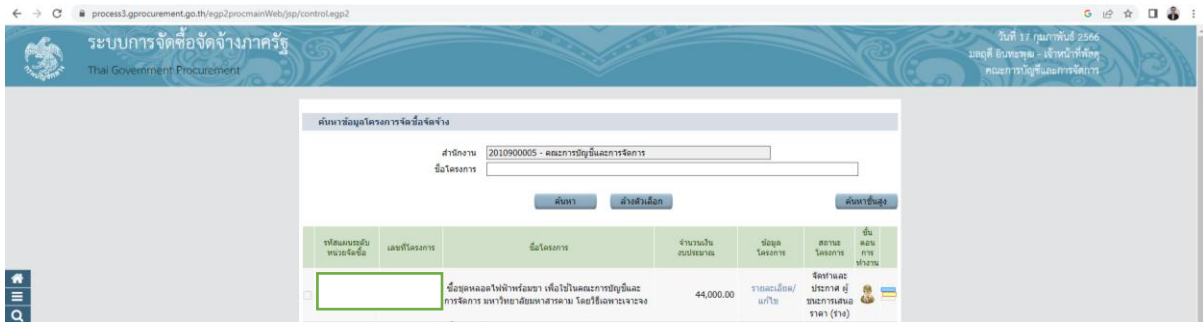 process3.gprocurement.go.th/egp2procmainWeb/jsp/control.egp2
ระบบการจัดซื้อจัดจ้างภาครัฐ
Thai Government Procurement
วันที่ 17 กุมภาพันธ์ 2566
มลฤดี อินทะพุฒ - เจ้าหน้าที่พัสดุ
คณะการบัญชีและการจัดการ
ค้นหาข้อมูลโครงการจัดซื้อจัดจ้าง
สำนักงาน 2010900005 - คณะการบัญชีและการจัดการ
ชื่อโครงการ
ค้นหา ล้างตัวเลือก ค้นหาขั้นสูง
รหัสแผนระดับ
หน่วยจัดซื้อ
เลขที่โครงการ
ชื่อโครงการ
จำนวนเงิน
งบประมาณ
ข้อมูล
โครงการ
สถานะ
โครงการ
ขั้น
ตอน
การ
ทำงาน
ซื้อชุดหลอดไฟฟ้าพร้อมขา เพื่อใช้ในคณะการบัญชีและ
การจัดการ มหาวิทยาลัยมหาสารคาม โดยวิธีเฉพาะเจาะจง
44,000.00
รายละเอียด/
แก้ไข
จัดทำและ
ประกาศ ผู้
ชนะการเสนอ
ราคา (ร่าง)